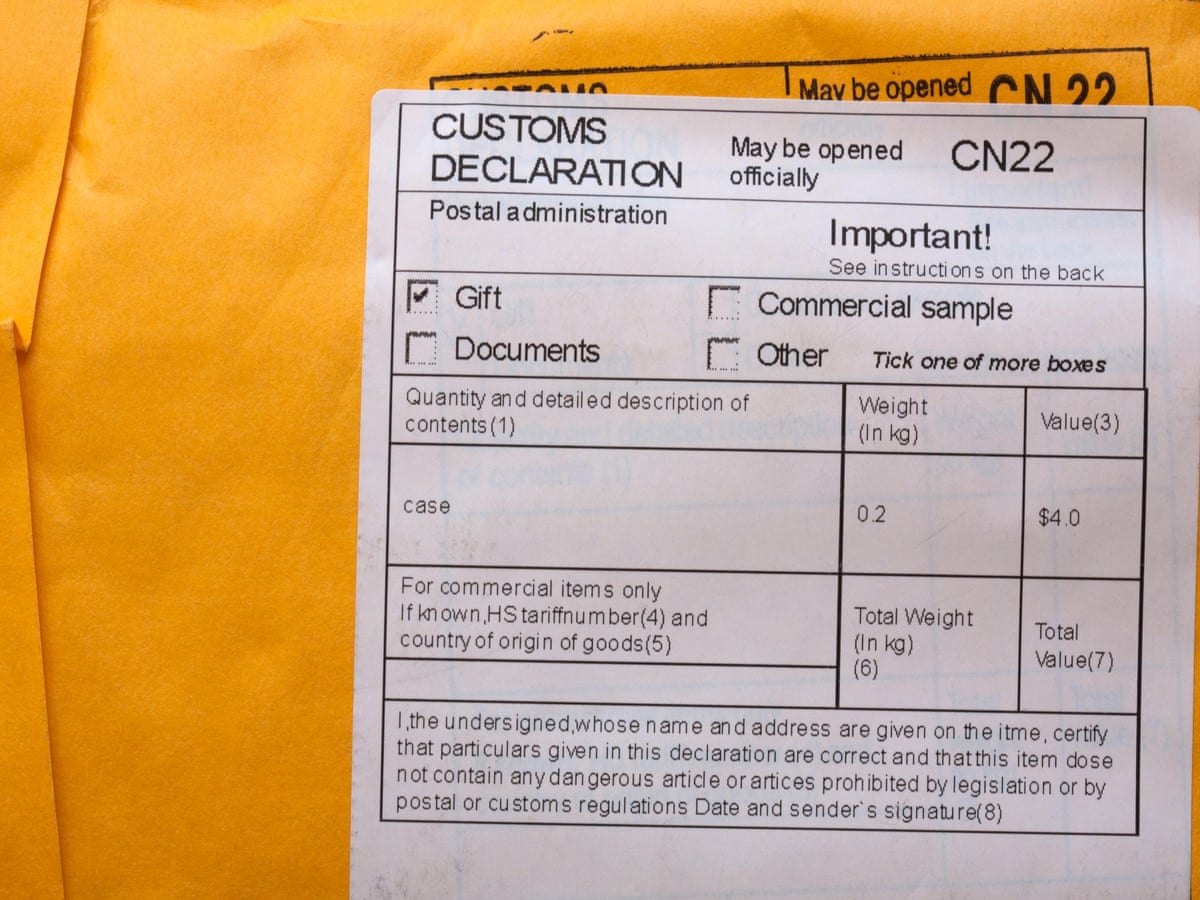 May be opened CN 22
CUSTOMS
DECLARATION
May be opened
officially
CN22
Postal administration
Important!
See instructions on the back
Gift
Commercial sample
Documents
Other
Tick one of more boxes
Quantity and detailed description of
contents(1)
Weight
(In kg)
Value(3)
case
0.2
$4.0
For commercial items only
If known,HS tariffnumber(4) and
country of origin of goods(5)
Total Weight
(In kg)
(6)
Total
Value(7)
I,the undersigned,whose name and address are given on the itme, certify
that particulars given in this declaration are correct and that this item dose
not contain any dangerous article or artices prohibited by legislation or by
postal or customs regulations Date and sender`s signature(8)